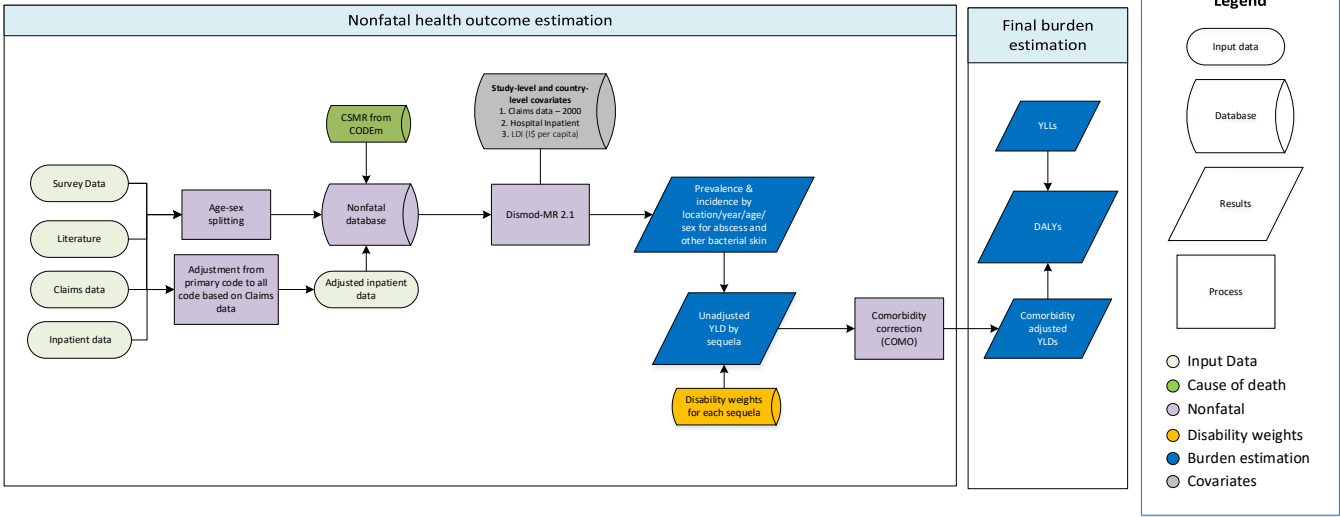 Nonfatal health outcome estimation
Final burden
estimation
Legend
Input data
Database
Results
Process
Input Data
Cause of death
Nonfatal
Disability weights
Burden estimation
Covariates
Study-level and country-
level covariates
1. Claims data – 2000
2. Hospital Inpatient
3. LDI (I$ per capita)
CSMR from
CODEm
Survey Data
Literature
Claims data
Inpatient data
Age-sex
splitting
Adjustment from
primary code to all
code based on Claims
data
Nonfatal
database
Adjusted inpatient
data
Dismod-MR 2.1
Prevalence &
incidence by
location/year/age/
sex for abscess and
other bacterial skin
Unadjusted
YLD by
sequela
Disability weights
for each sequela
Comorbidity
correction
(COMO)
YLLs
DALYs
Comorbidity
adjusted
YLDs